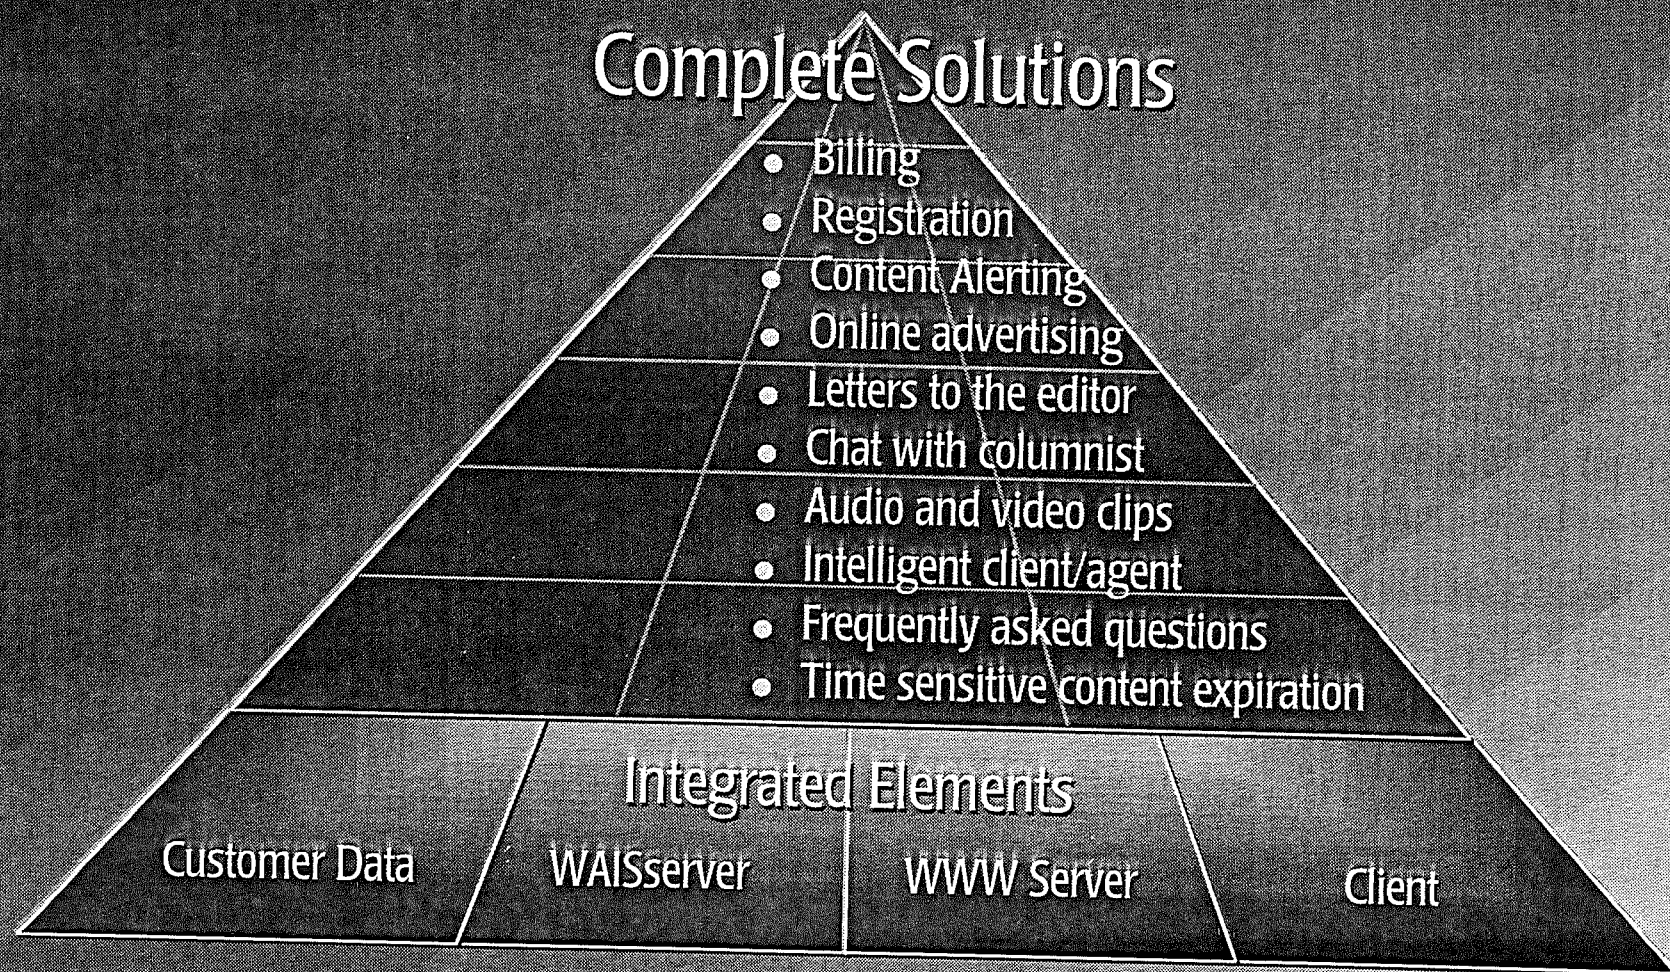 Complete Solutions
• Billing
• Registration
• Content Alerting
• Online advertising
• Letters to the editor
• Chat with columnist
• Audio and video clips
• Intelligent client/agent
• Frequently asked questions
• Time sensitive content expiration
Integrated Elements
Customer Data WAISserver WWW Server Client